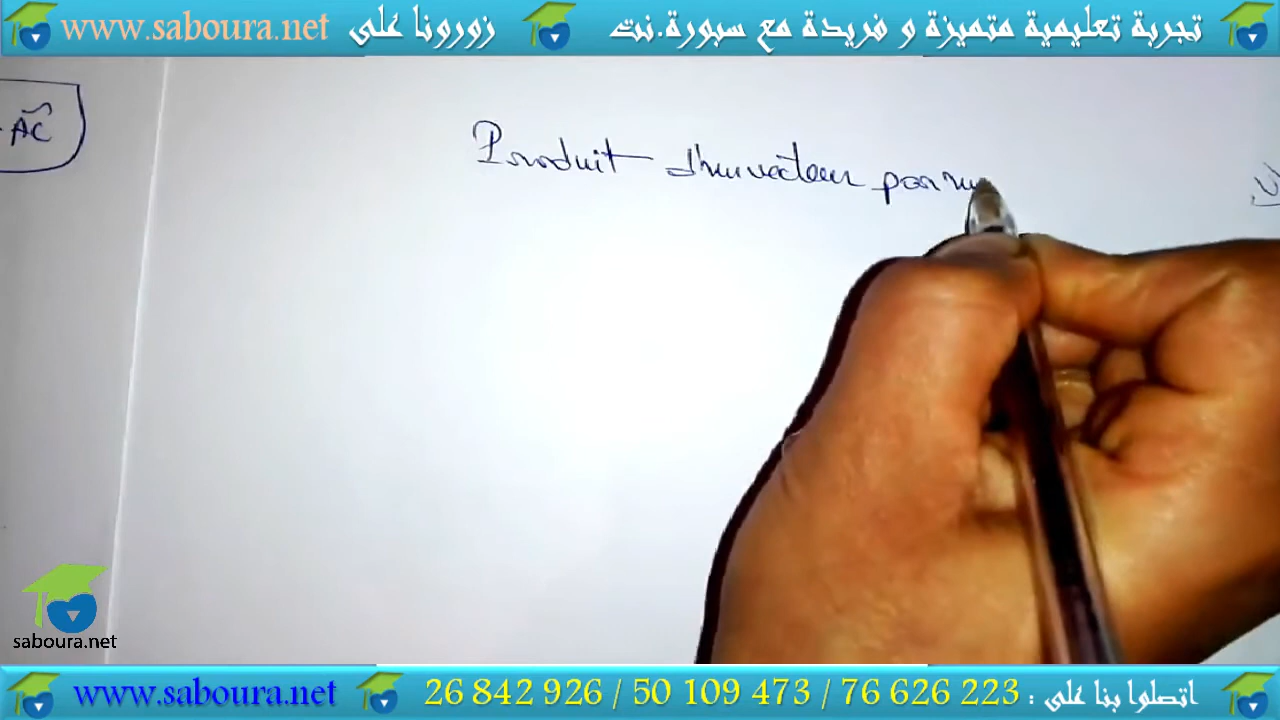 www.saboura.net زورونا على تجربة تعليمية متميزة و فريدة مع سبورة.نت
AC
Produit d'un vecteur par
saboura.net
www.saboura.net 26 842 926 / 50 109 473 / 76 626 223 : اتصلوا بنا على